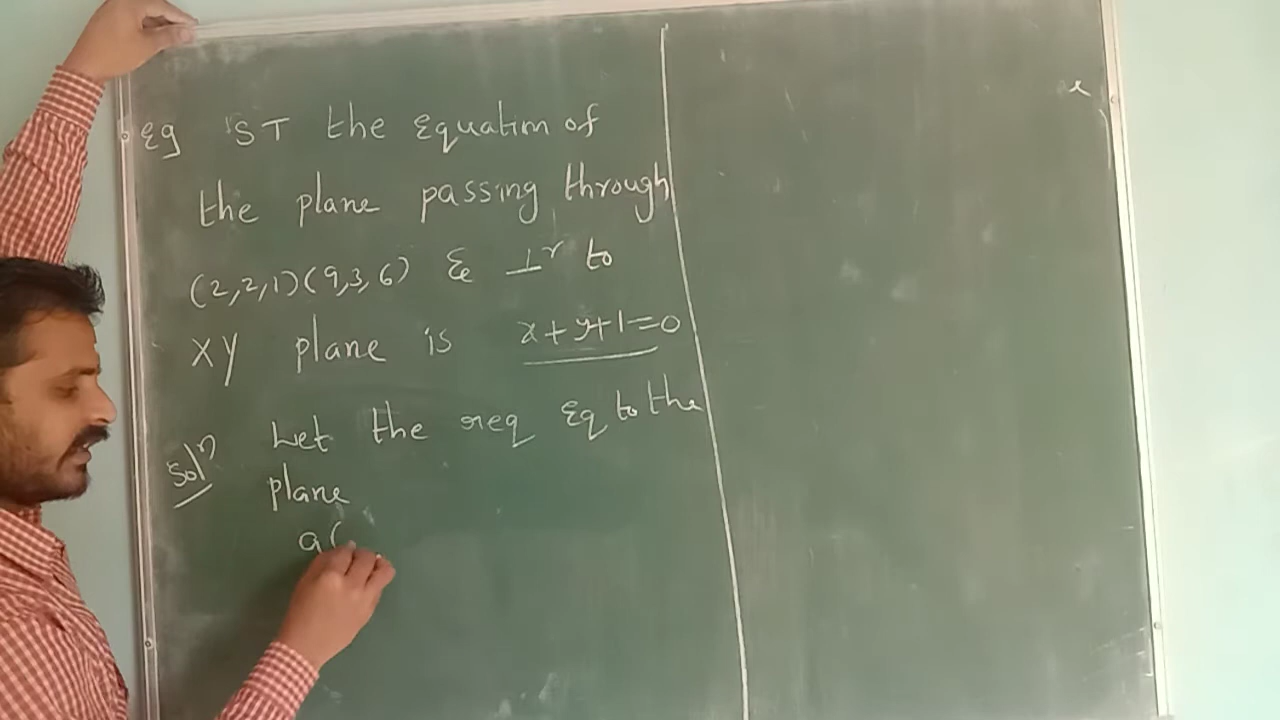 Eg ST the Equation of
the plane passing through
(2,2,1)(9,3,6) & ⊥r to
XY plane is x+y+1=0
Soln Let the req Eq to the
plane
a(